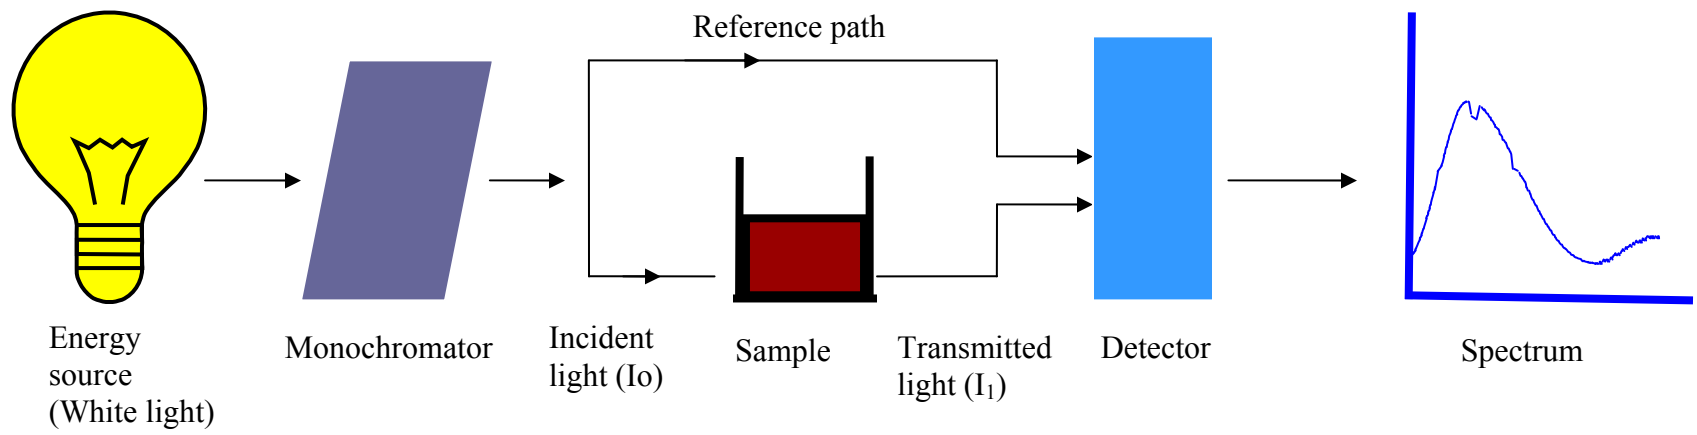 Reference path
Energy
source
(White light)
Monochromator
Incident
light (Io)
Sample
Transmitted
light (I₁)
Detector
Spectrum